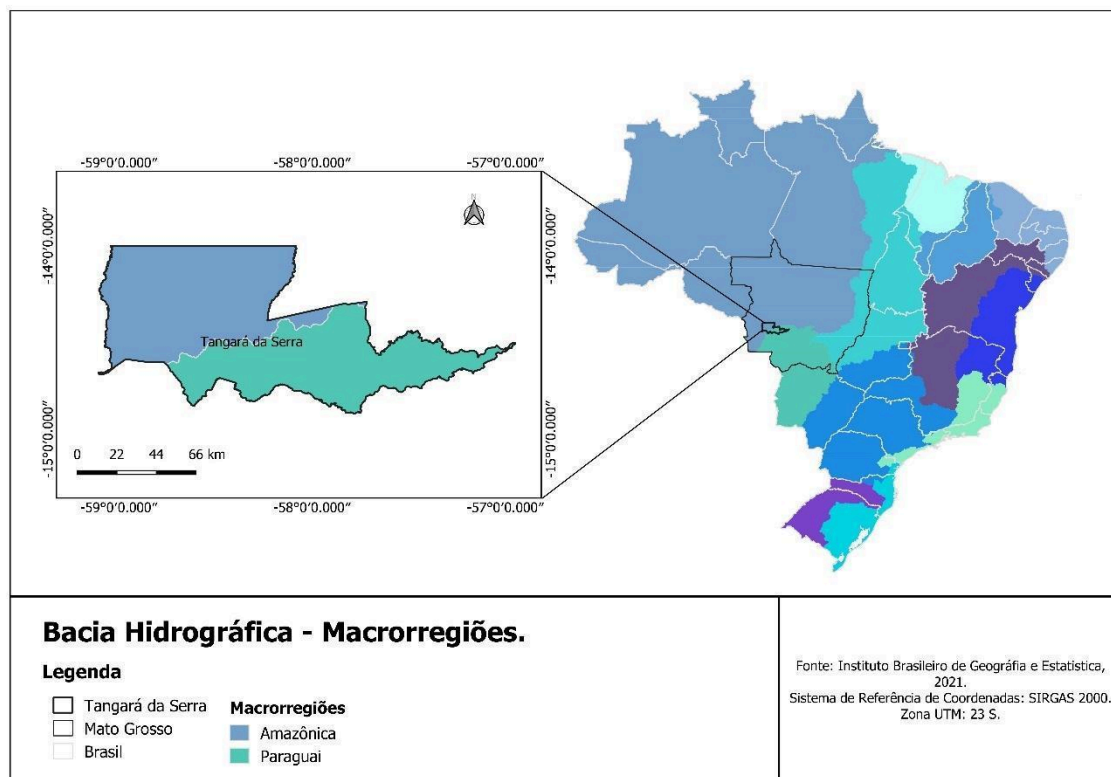 -59°0'0.000"
-58°0'0.000"
-57°0'0.000"
-14°0'0.000"
-14°0'0.000"
N
Tangará da Serra
0 22 44 66 km
-15°0'0.000"
-15°0'0.000"
-59°0'0.000"
-58°0'0.000"
-57°0'0.000"
Bacia Hidrográfica - Macrorregiões.
Legenda
Tangará da Serra
Mato Grosso
Brasil
Macrorregiões
Amazônica
Paraguai
Fonte: Instituto Brasileiro de Geográfia e Estatistica,
2021.
Sistema de Referência de Coordenadas: SIRGAS 2000.
Zona UTM: 23 S.